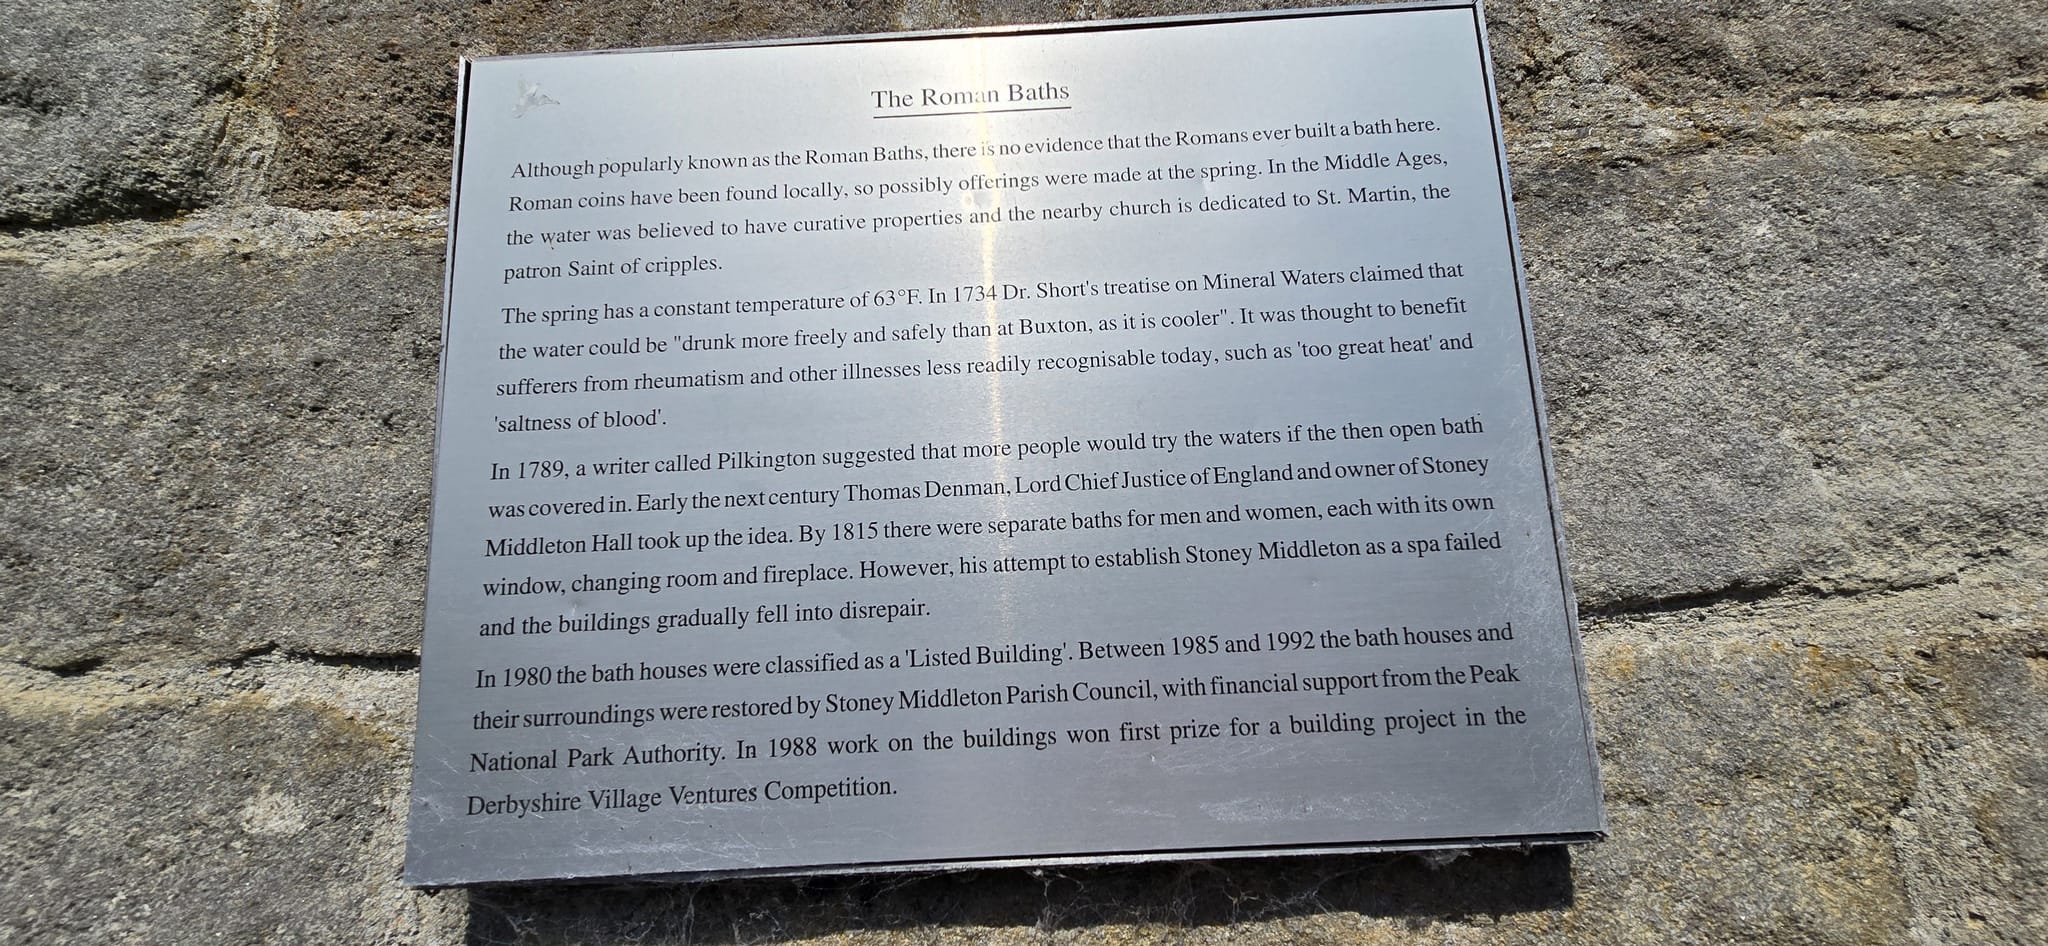 The Roman Baths
Although popularly known as the Roman Baths, there is no evidence that the Romans ever built a bath here.
Roman coins have been found locally, so possibly offerings were made at the spring. In the Middle Ages,
the water was believed to have curative properties and the nearby church is dedicated to St. Martin, the
patron Saint of cripples.
The spring has a constant temperature of 63°F. In 1734 Dr. Short's treatise on Mineral Waters claimed that
the water could be "drunk more freely and safely than at Buxton, as it is cooler". It was thought to benefit
sufferers from rheumatism and other illnesses less readily recognisable today, such as 'too great heat' and
'saltness of blood'.
In 1789, a writer called Pilkington suggested that more people would try the waters if the then open bath
was covered in. Early the next century Thomas Denman, Lord Chief Justice of England and owner of Stoney
Middleton Hall took up the idea. By 1815 there were separate baths for men and women, each with its own
window, changing room and fireplace. However, his attempt to establish Stoney Middleton as a spa failed
and the buildings gradually fell into disrepair.
In 1980 the bath houses were classified as a 'Listed Building'. Between 1985 and 1992 the bath houses and
their surroundings were restored by Stoney Middleton Parish Council, with financial support from the Peak
National Park Authority. In 1988 work on the buildings won first prize for a building project in the
Derbyshire Village Ventures Competition.